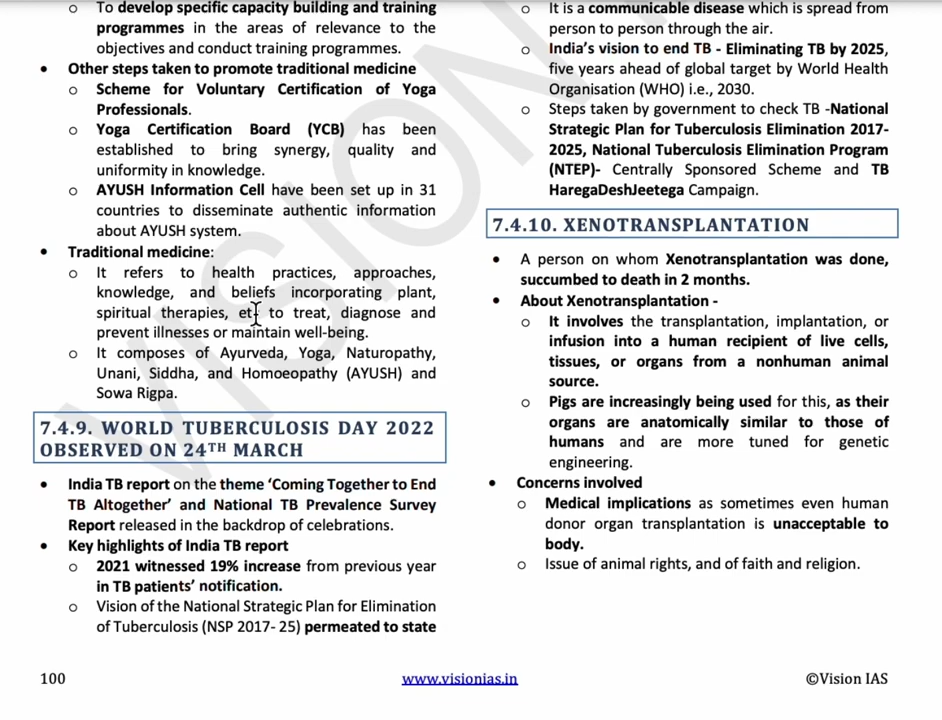 o To develop specific capacity building and training
programmes in the areas of relevance to the
objectives and conduct training programmes.
• Other steps taken to promote traditional medicine
o Scheme for Voluntary Certification of Yoga
Professionals.
o Yoga Certification Board (YCB) has been
established to bring synergy, quality and
uniformity in knowledge.
o AYUSH Information Cell have been set up in 31
countries to disseminate authentic information
about AYUSH system.
• Traditional medicine:
o It refers to health practices, approaches,
knowledge, and beliefs incorporating plant,
spiritual therapies, et to treat, diagnose and
prevent illnesses or maintain well-being.
o It composes of Ayurveda, Yoga, Naturopathy,
Unani, Siddha, and Homoeopathy (AYUSH) and
Sowa Rigpa.
7.4.9. WORLD TUBERCULOSIS DAY 2022
OBSERVED ON 24TH MARCH
• India TB report on the theme ‘Coming Together to End
TB Altogether’ and National TB Prevalence Survey
Report released in the backdrop of celebrations.
• Key highlights of India TB report
o 2021 witnessed 19% increase from previous year
in TB patients’ notification.
o Vision of the National Strategic Plan for Elimination
of Tuberculosis (NSP 2017- 25) permeated to state
o It is a communicable disease which is spread from
person to person through the air.
o India’s vision to end TB - Eliminating TB by 2025,
five years ahead of global target by World Health
Organisation (WHO) i.e., 2030.
o Steps taken by government to check TB -National
Strategic Plan for Tuberculosis Elimination 2017-
2025, National Tuberculosis Elimination Program
(NTEP)- Centrally Sponsored Scheme and TB
HaregaDeshJeetega Campaign.
7.4.10. XENOTRANSPLANTATION
• A person on whom Xenotransplantation was done,
succumbed to death in 2 months.
• About Xenotransplantation -
o It involves the transplantation, implantation, or
infusion into a human recipient of live cells,
tissues, or organs from a nonhuman animal
source.
o Pigs are increasingly being used for this, as their
organs are anatomically similar to those of
humans and are more tuned for genetic
engineering.
• Concerns involved
o Medical implications as sometimes even human
donor organ transplantation is unacceptable to
body.
o Issue of animal rights, and of faith and religion.
100
www.visionias.in
©Vision IAS
VISION